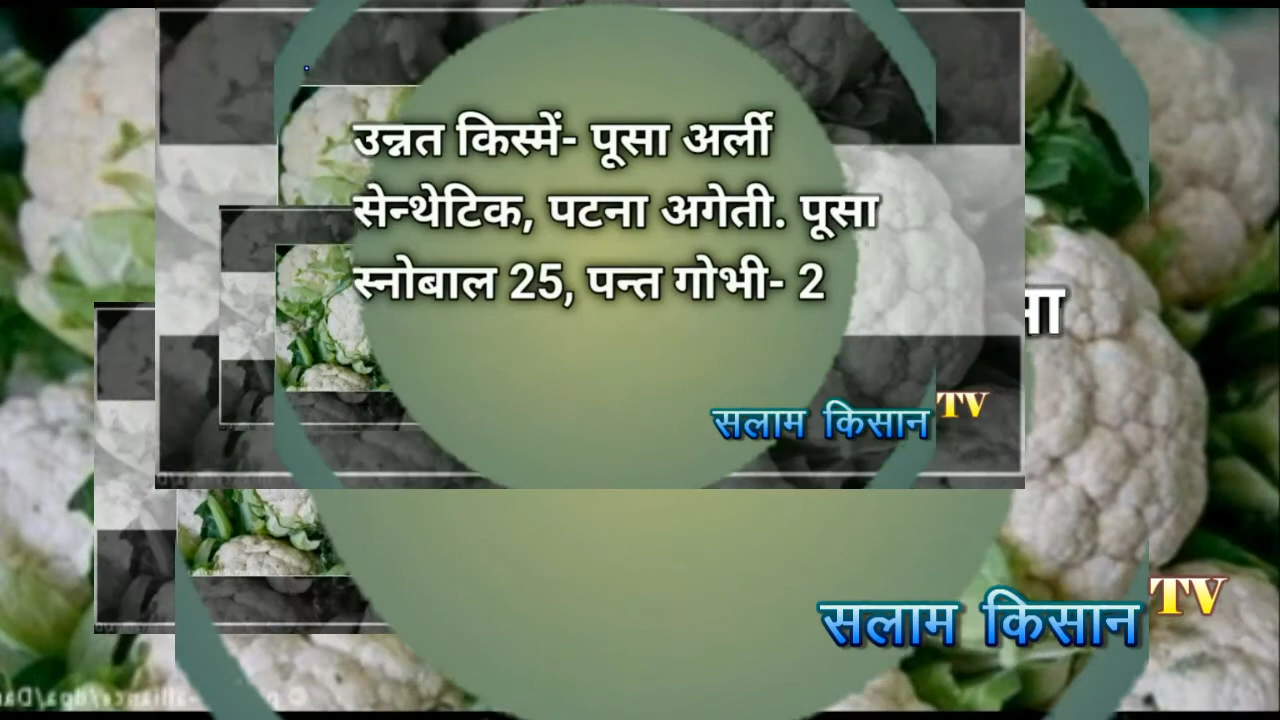 उन्नत किस्में- पूसा अर्ली
सेन्थेटिक, पटना अगेती. पूसा
स्नोबाल 25, पन्त गोभी- 2
सलाम किसान TV
सलाम किसान TV